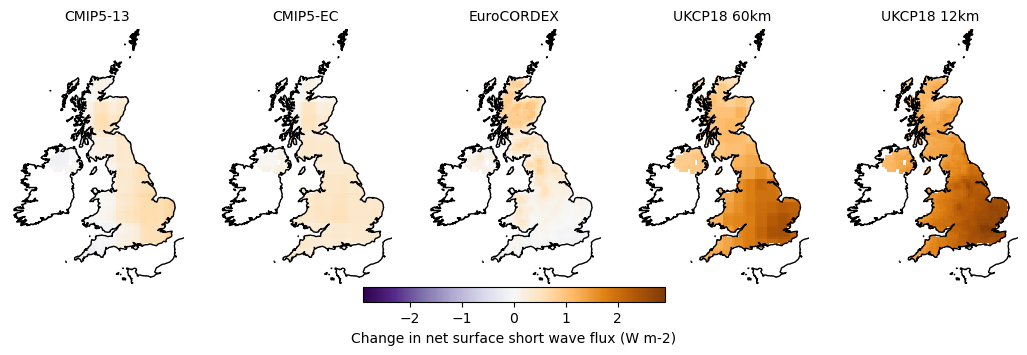 CMIP5-13 CMIP5-EC EuroCORDEX UKCP18 60km UKCP18 12km
−2 −1 0 1 2
Change in net surface short wave flux (W m-2)